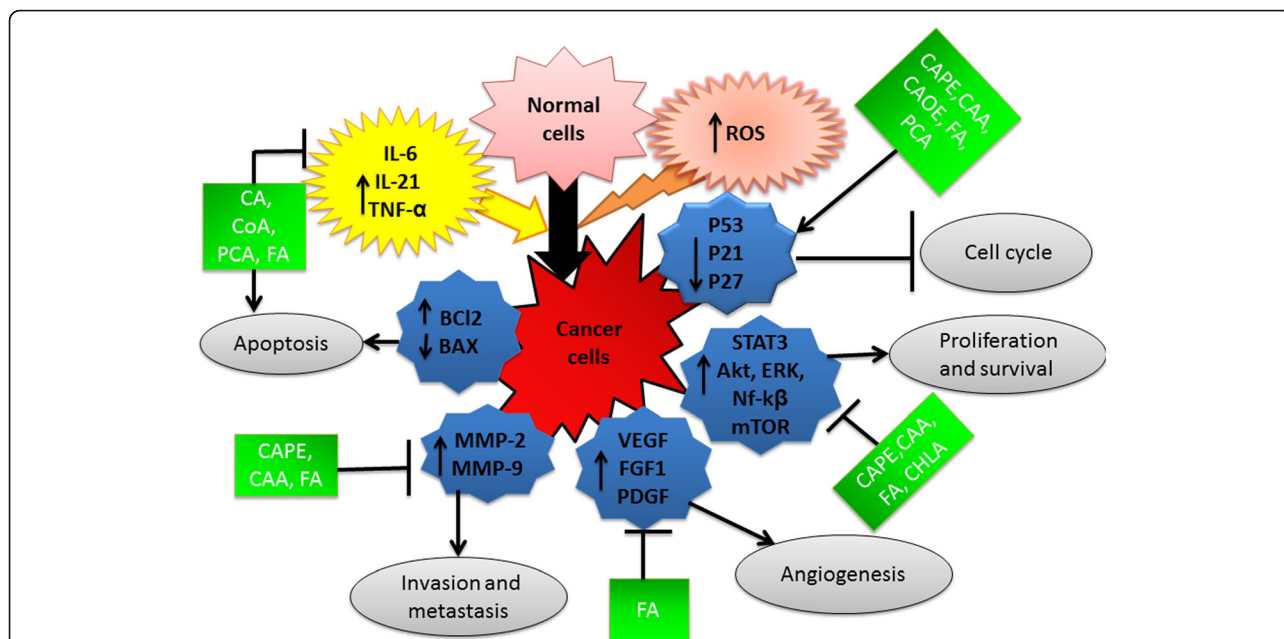 Normal
cells
↑ ROS
CAPE,CAA,
CAOE, FA,
PCA
IL-6
↑ IL-21
TNF-α
CA,
CoA,
PCA, FA
P53
↓ P21
P27
Cell cycle
Apoptosis
↑ BCl2
↓ BAX
Cancer
cells
STAT3
↑ Akt, ERK,
Nf-kβ
mTOR
Proliferation
and survival
CAPE,
CAA, FA
↑ MMP-2
MMP-9
VEGF
↑ FGF1
PDGF
CAPE,CAA,
FA, CHLA
Invasion and
metastasis
FA
Angiogenesis